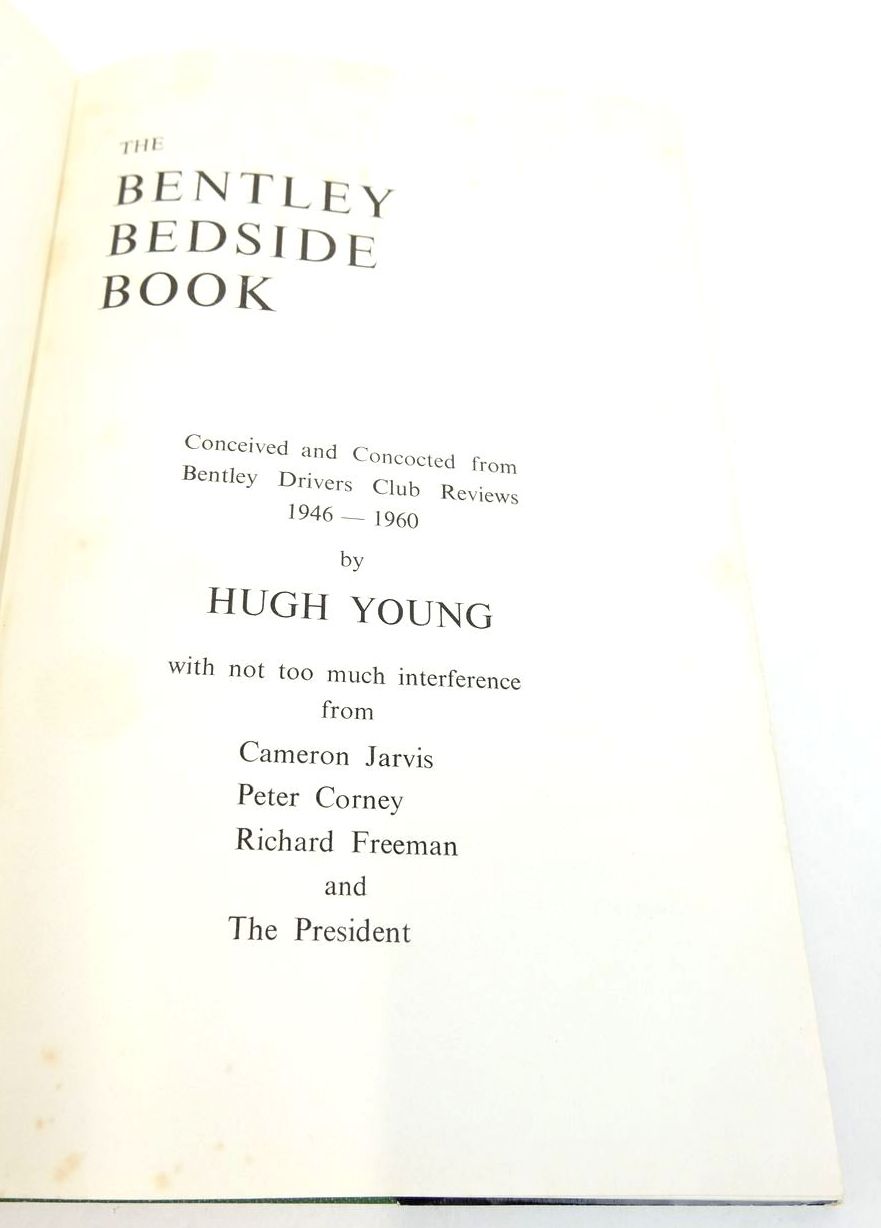 THE
BENTLEY
BEDSIDE
BOOK
Conceived and Concocted from
Bentley Drivers Club Reviews
1946 — 1960
by
HUGH YOUNG
with not too much interference
from
Cameron Jarvis
Peter Corney
Richard Freeman
and
The President